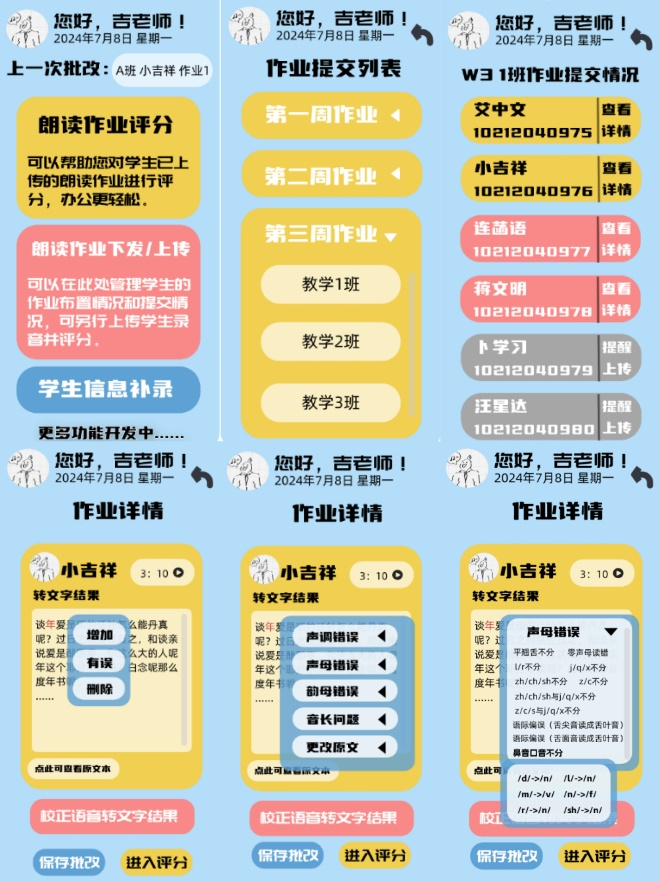 您好，吉老师！
2024年7月8日 星期一
上一次批改：
A班 小吉祥 作业1
朗读作业评分
可以帮助您对学生已上
传的朗读作业进行评
分，办公更轻松。
朗读作业下发/上传
可以在此处管理学生的
作业布置情况和提交情
况，可另行上传学生录
音并评分。
学生信息补录
更多功能开发中......
您好，吉老师！
2024年7月8日 星期一
作业提交列表
第一周作业
第二周作业
第三周作业
教学1班
教学2班
教学3班
您好，吉老师！
2024年7月8日 星期一
W3 1班作业提交情况
艾中文
10212040975
查看
详情
小吉祥
10212040976
查看
详情
连菡语
10212040977
查看
详情
蒋文明
10212040978
查看
详情
卜学习
10212040979
提醒
上传
汪星达
10212040980
提醒
上传
您好，吉老师！
2024年7月8日 星期一
作业详情
小吉祥
3：10
转文字结果
谈年爱 么能丹真
呢？过 之，和谈亲
说爱是 么大的人呢
年这个 白念呢那么
度年书
......
增加
有误
删除
点此可查看原文本
校正语音转文字结果
保存批改
进入评分
您好，吉老师！
2024年7月8日 星期一
作业详情
小吉祥
3：10
转文字结果
谈年爱
呢？过
说爱是
年这个
度年书
......
声调错误
声母错误
韵母错误
音长问题
更改原文
点此可查看原文本
校正语音转文字结果
保存批改
进入评分
您好，吉老师！
2024年7月8日 星期一
作业详情
小吉祥
3：10
转文字结果
谈年爱
呢？过
说爱是
年这个
度年书
......
声母错误
平翘舌不分 零声母读错
l/r不分 j/q/x不分
zh/ch/sh不分 z/c不分
zh/ch/sh与j/q/x不分
z/c/s与j/q/x不分
语际偏误（舌尖音读成舌叶音）
语际偏误（舌面音读成舌叶音）
鼻音口音不分
/d/->/n/ /l/->/n/
/m/->/v/ /n/->/f/
/r/->/n/ /sh/->/n/
点此
校正语音转文字结果
保存批改
进入评分